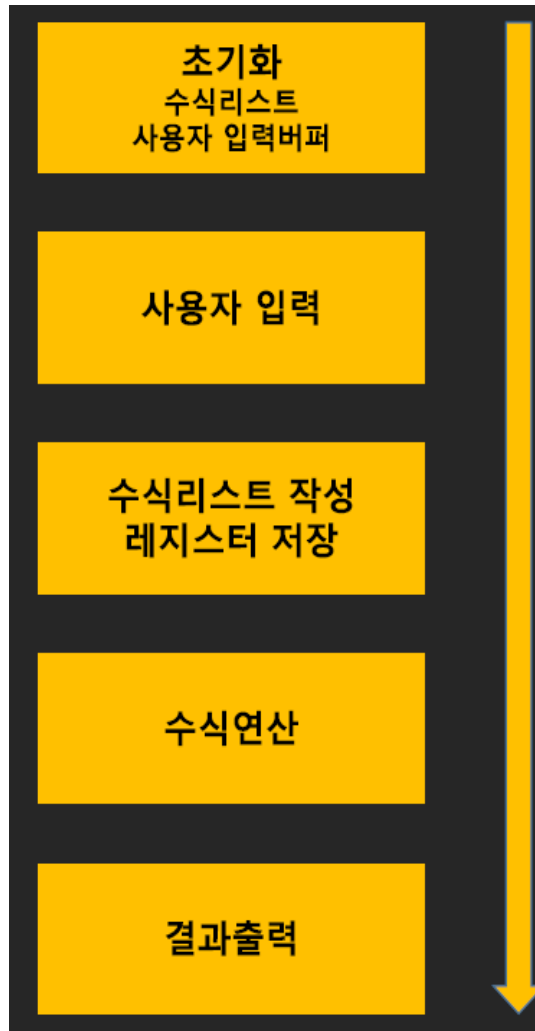 초기화
수식리스트
사용자 입력버퍼
사용자 입력
수식리스트 작성
레지스터 저장
수식연산
결과출력